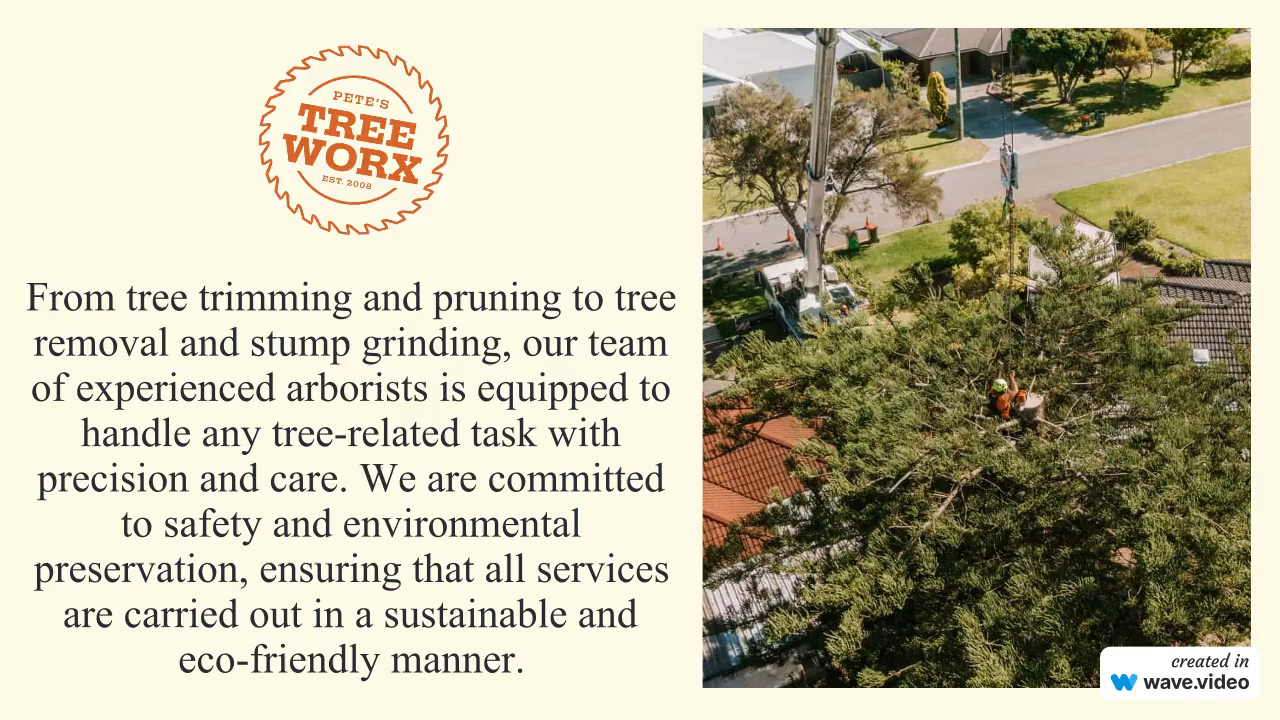 PETE'S
TREE
WORX
EST. 2008
From tree trimming and pruning to tree
removal and stump grinding, our team
of experienced arborists is equipped to
handle any tree-related task with
precision and care. We are committed
to safety and environmental
preservation, ensuring that all services
are carried out in a sustainable and
eco-friendly manner.
created in
wave.video